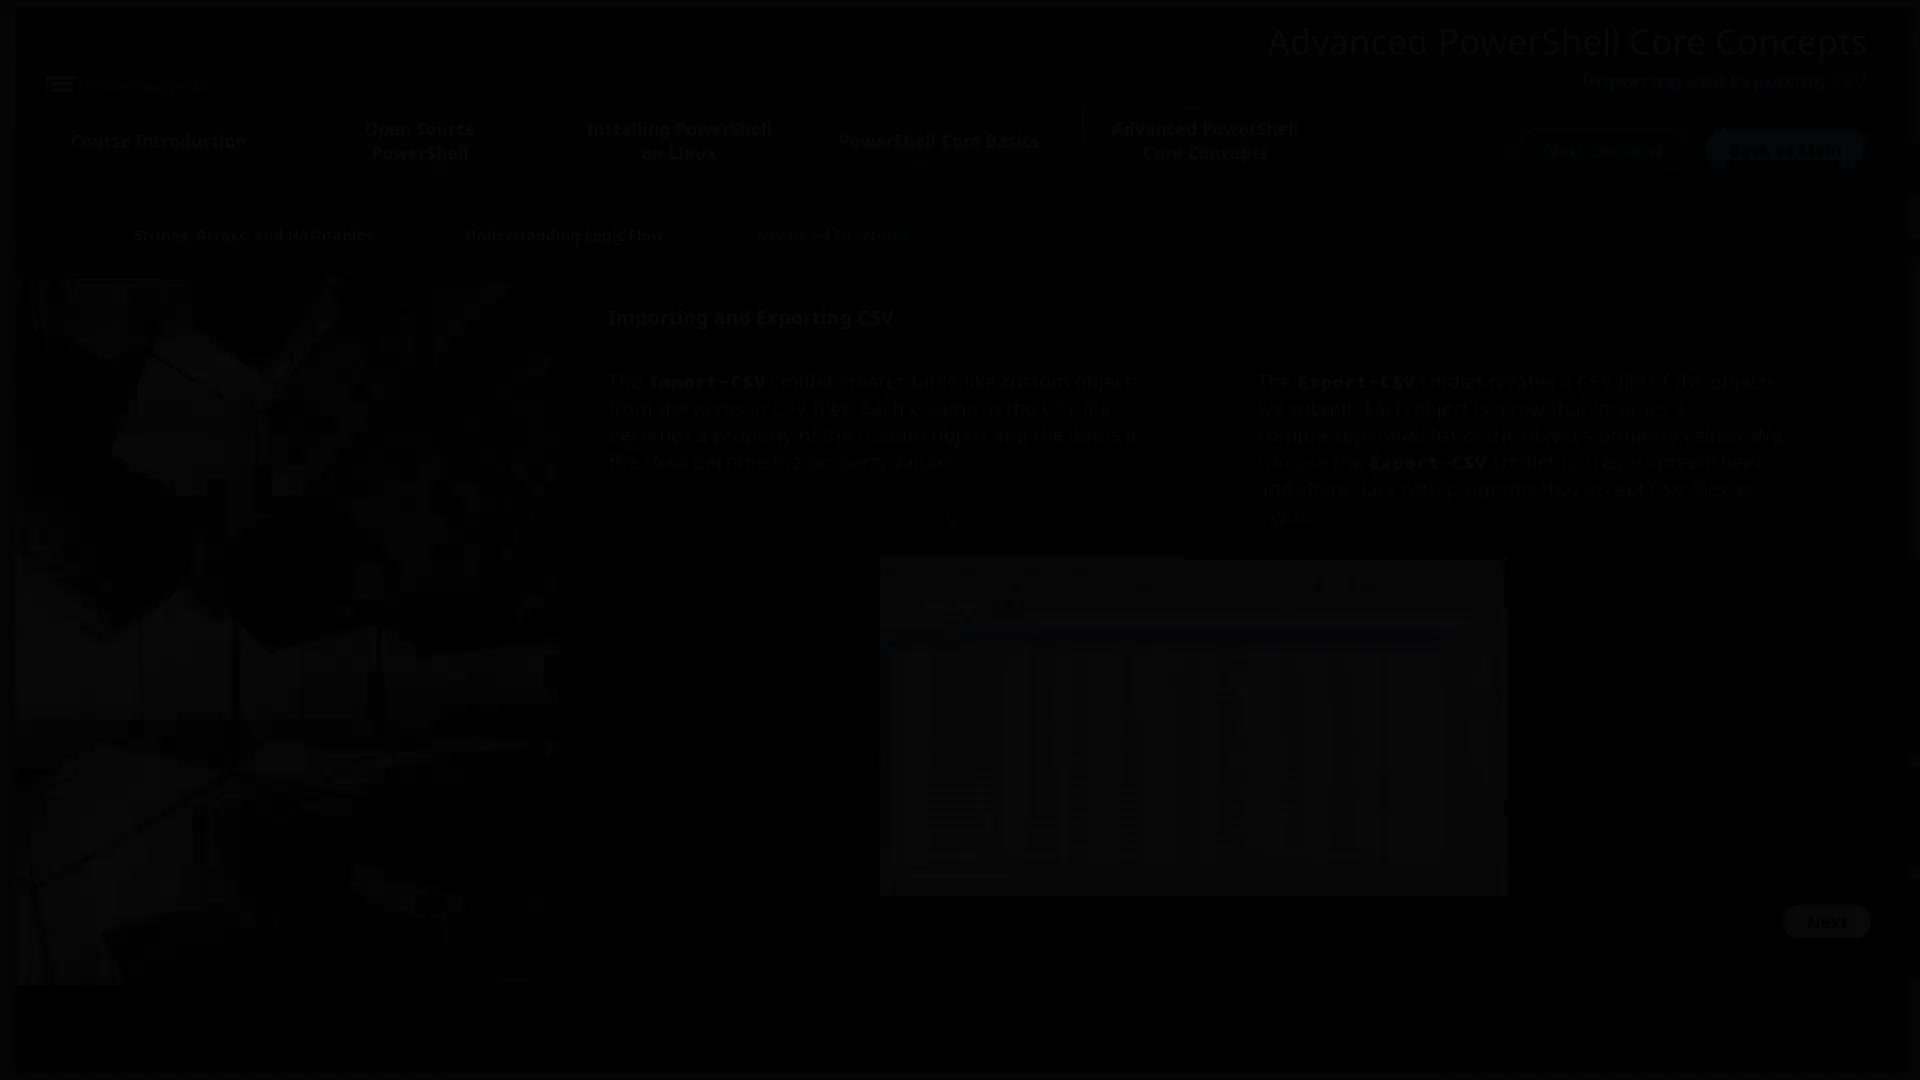 Advanced PowerShell Core Concepts
Importing and Exporting CSV
Course Introduction
Open Source
PowerShell
Installing PowerShell
on Linux
PowerShell Core Basics
Advanced PowerShell
Core Concepts
Back to Main
Strings, Arrays, and Hashtables
Understanding Logic Flow
Advanced Functions
Importing and Exporting CSV
The Import-CSV cmdlet creates table-like custom objects
from the items in CSV files. Each column in the CSV file
becomes a property of the custom object and the items in
the rows become the property values.
The Export-CSV cmdlet creates a CSV file of the objects
we submit. Each object is a row that includes a
comma-separated list of the object's property values. We
can use the Export-CSV cmdlet to create spreadsheets
and share data with programs that accept CSV files as
input.
Next